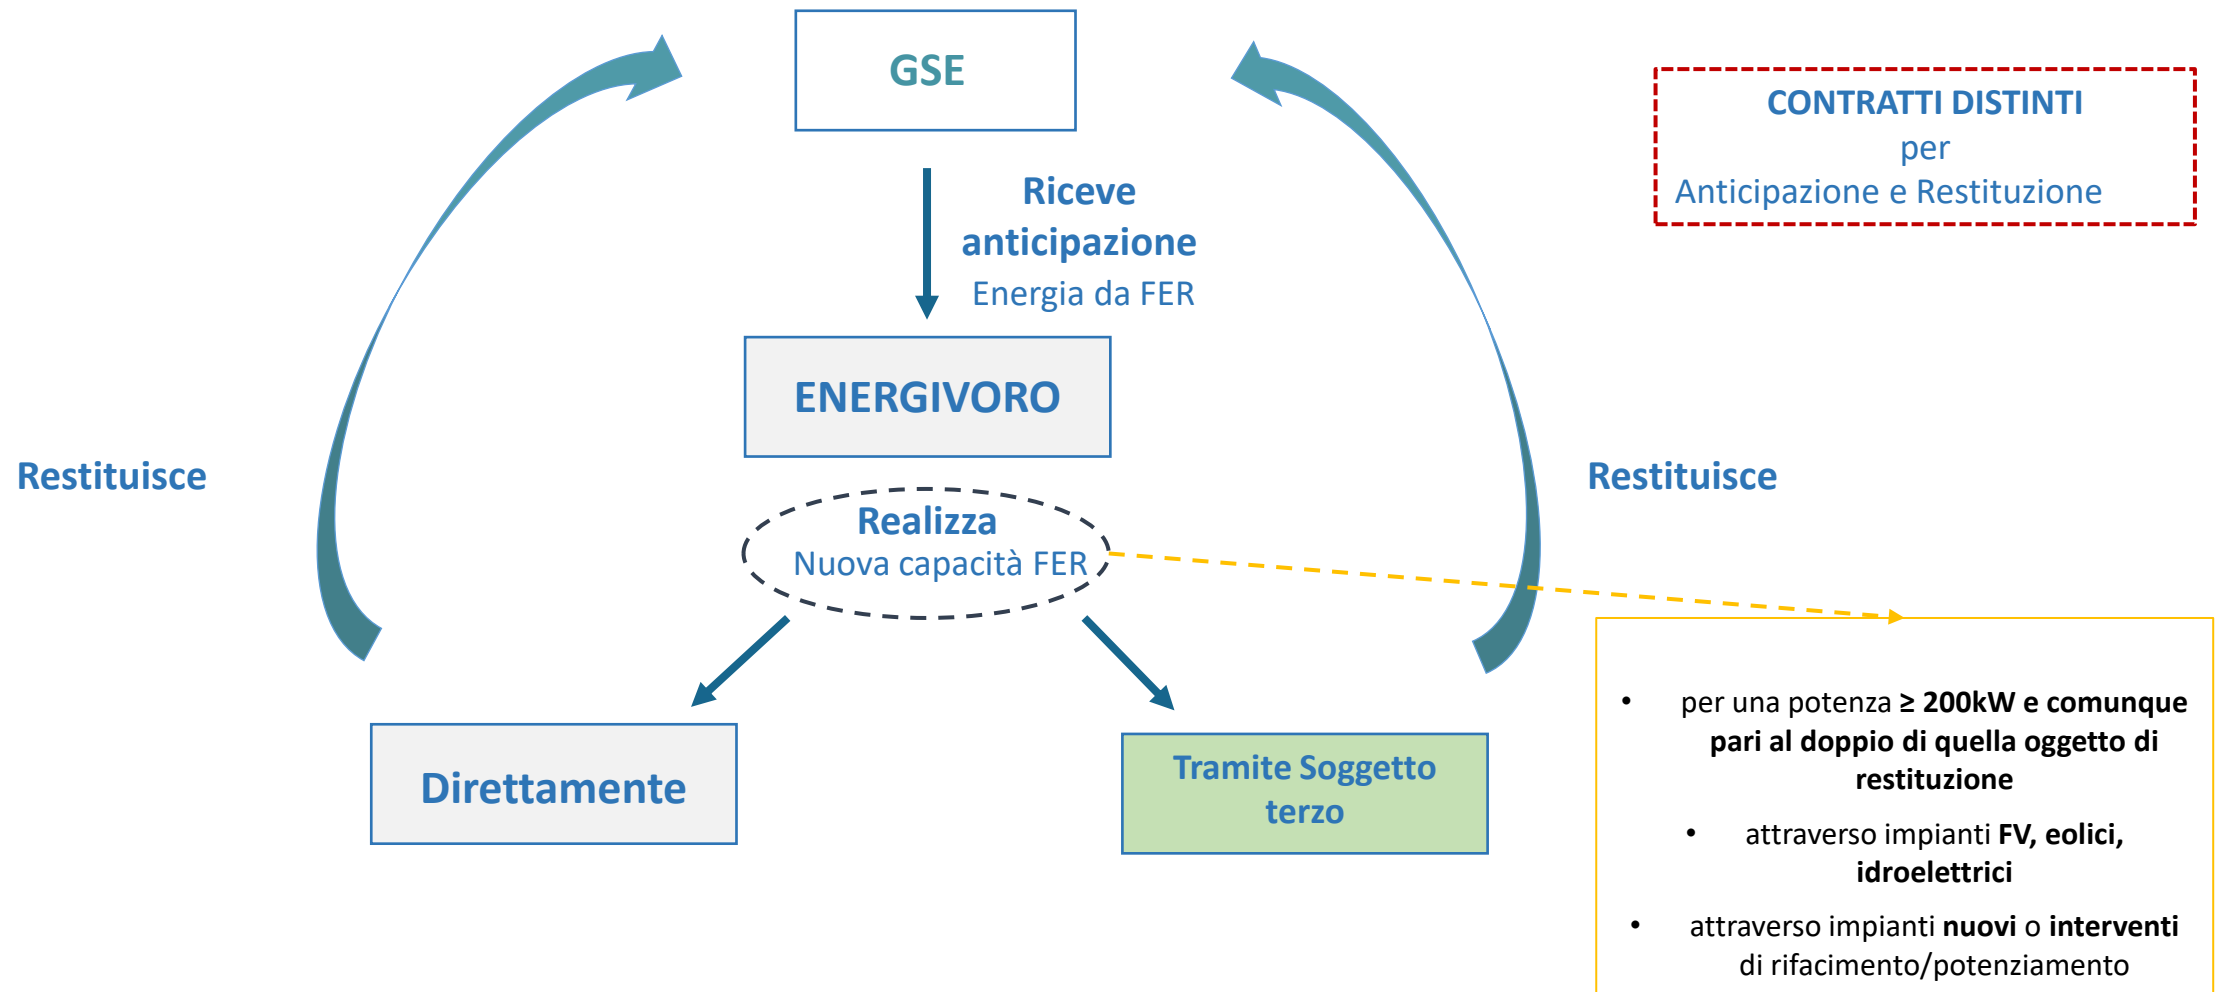 GSE
CONTRATTI DISTINTI
per
Anticipazione e Restituzione
Riceve
anticipazione
Energia da FER
ENERGIVORO
Restituisce
Restituisce
Realizza
Nuova capacità FER
Direttamente
Tramite Soggetto
terzo
• per una potenza ≥ 200kW e comunque
pari al doppio di quella oggetto di
restituzione
• attraverso impianti FV, eolici,
idroelettrici
• attraverso impianti nuovi o interventi
di rifacimento/potenziamento